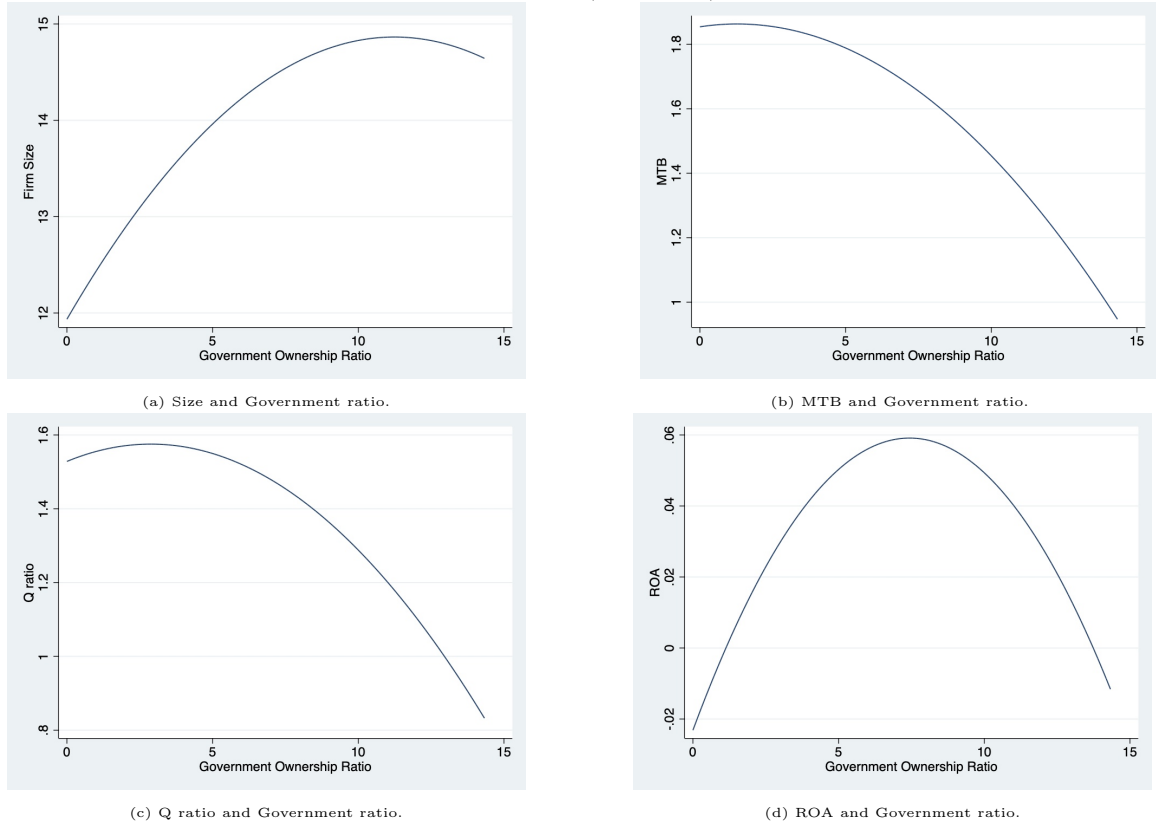 15
14
13
12
Firm Size
0 5 10 15
Government Ownership Ratio
(a) Size and Government ratio.
1.8
1.6
1.4
1.2
1
MTB
0 5 10 15
Government Ownership Ratio
(b) MTB and Government ratio.
1.6
1.4
1.2
1
.8
Q ratio
0 5 10 15
Government Ownership Ratio
(c) Q ratio and Government ratio.
.06
.04
.02
0
-.02
ROA
0 5 10 15
Government Ownership Ratio
(d) ROA and Government ratio.